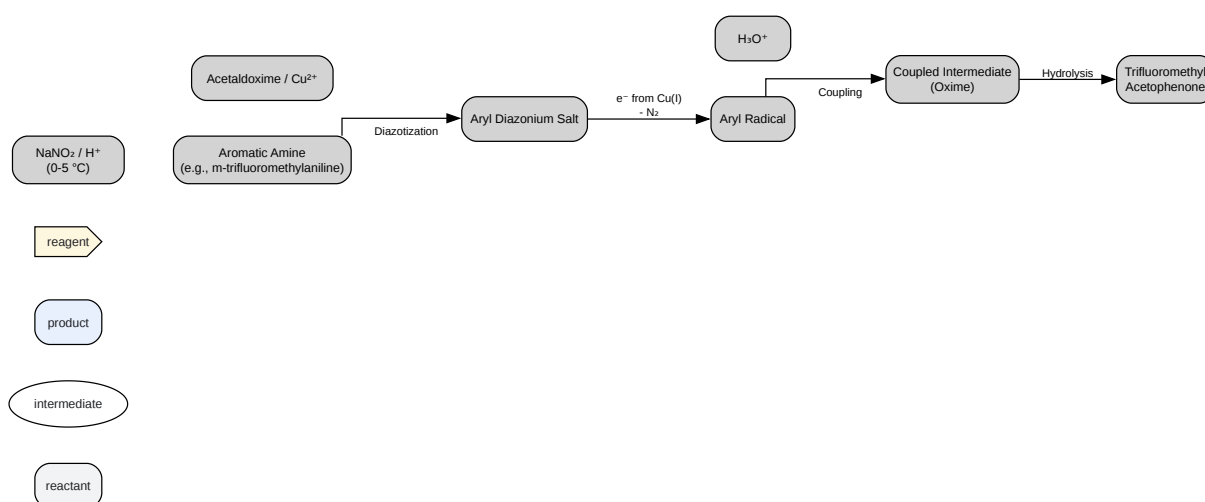 H₃O⁺
Acetaldoxime / Cu²⁺
Coupled Intermediate
(Oxime)
Hydrolysis
Trifluoromethyl
Acetophenone
Coupling
e⁻ from Cu(I)
- N₂
Aryl Diazonium Salt
Aryl Radical
Diazotization
NaNO₂ / H⁺
(0-5 °C)
Aromatic Amine
(e.g., m-trifluoromethylaniline)
reagent
product
intermediate
reactant